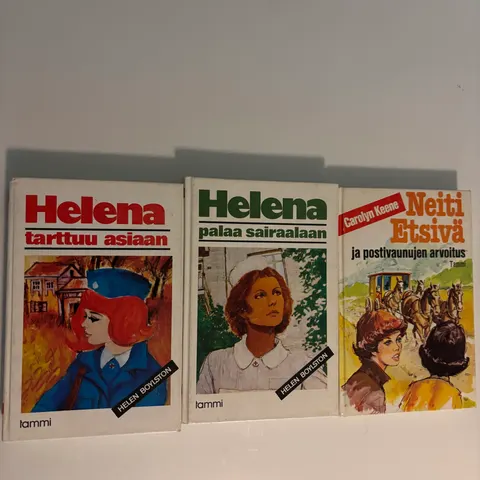 Helena
tarttuu asiaan
HELEN BOYLSTON
tammi
Helena
palaa sairaalaan
HELEN BOYLSTON
tammi
Carolyn Keene
Neiti
Etsivä
ja postivaunujen arvoitus
Tammi